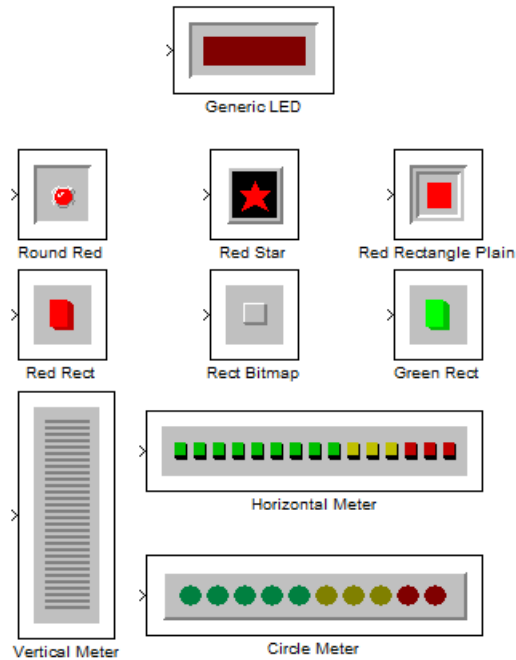 Generic LED
Round Red
Red Star
Red Rectangle Plain
Red Rect
Rect Bitmap
Green Rect
Horizontal Meter
Vertical Meter
Circle Meter